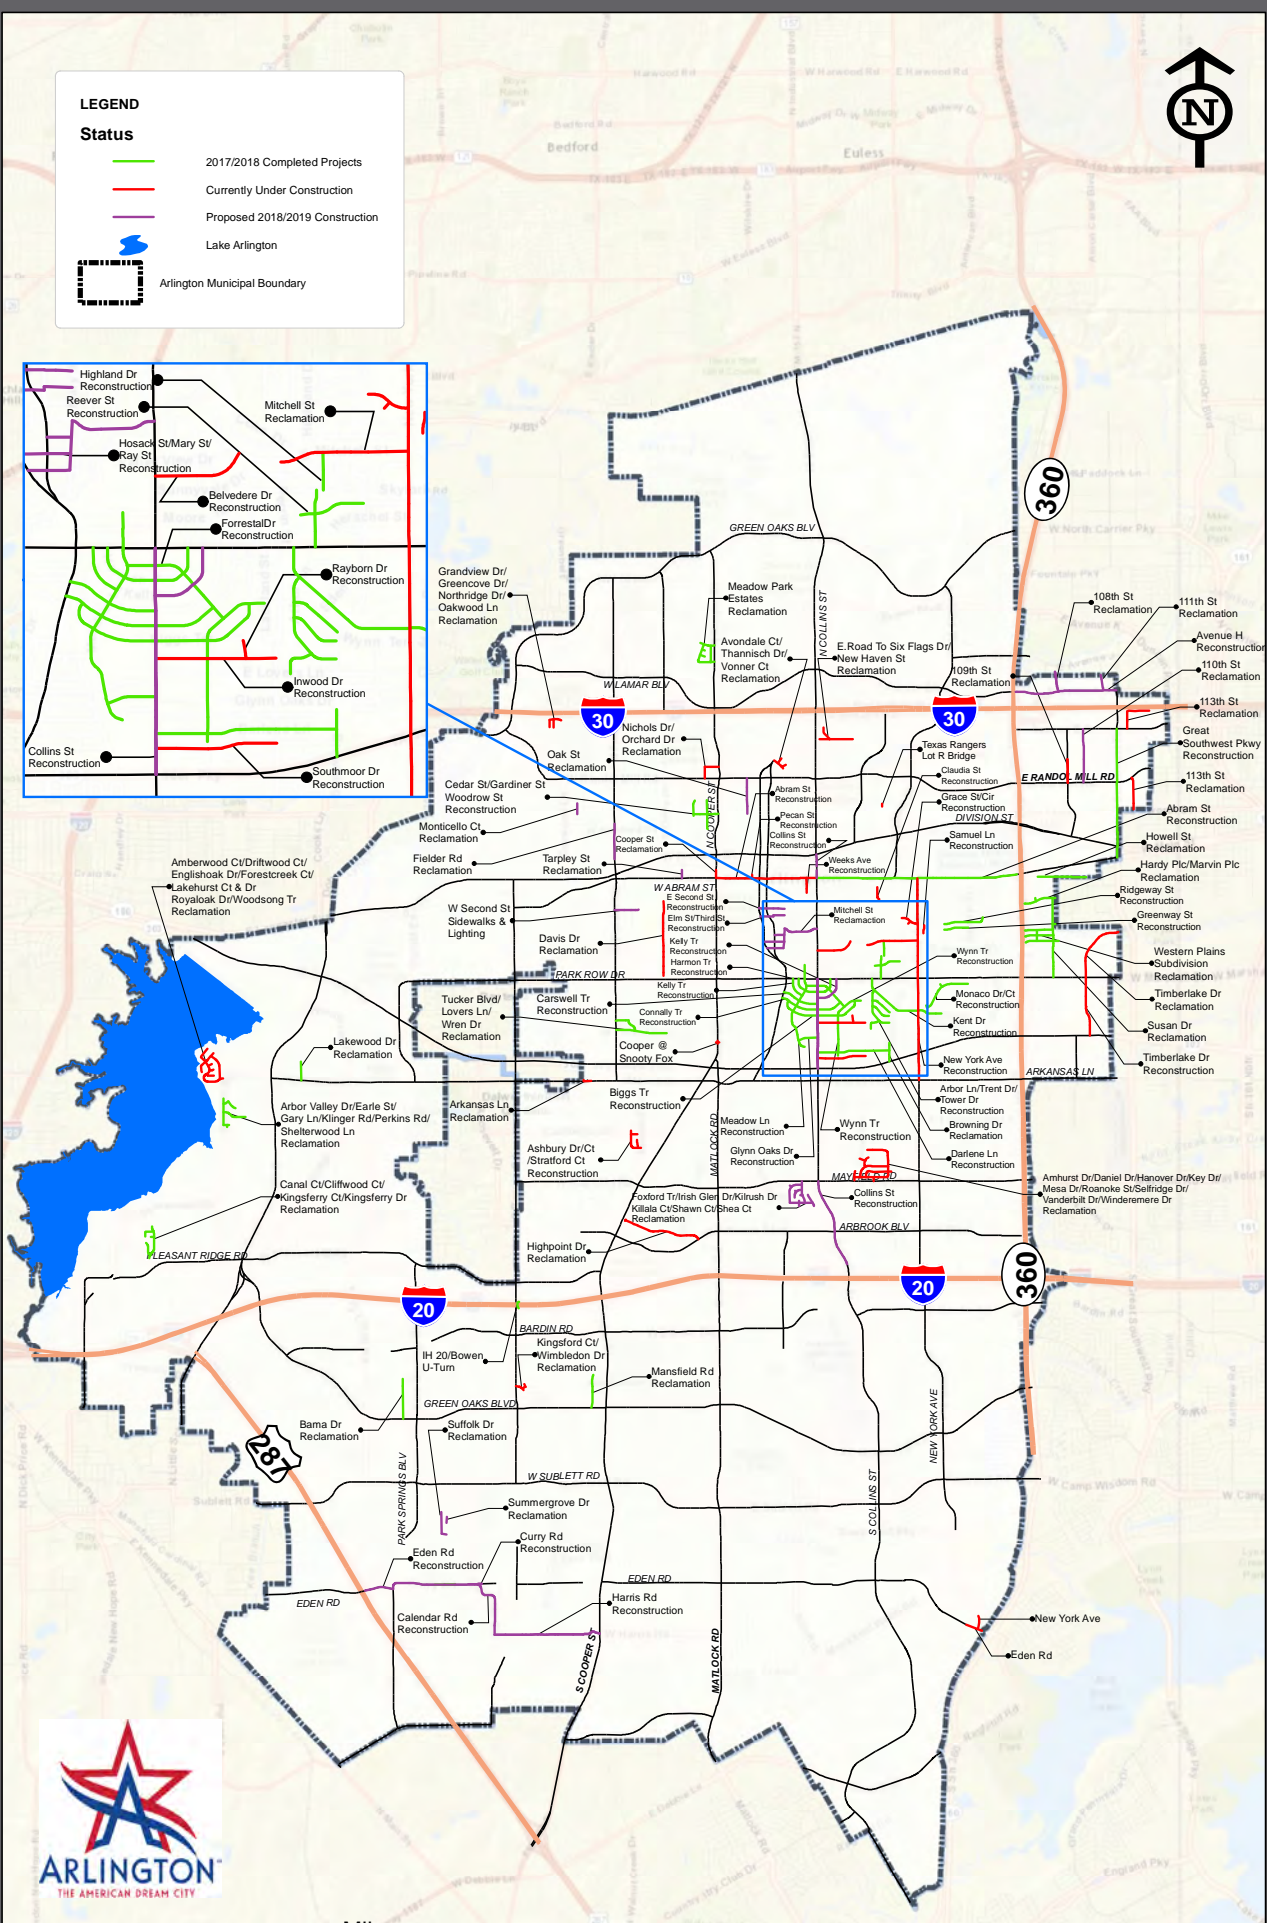 LEGEND
Status
2017/2018 Completed Projects
Currently Under Construction
Proposed 2018/2019 Construction
Lake Arlington
Arlington Municipal Boundary
N
Bedford
Euless
Highland Dr
Reconstruction
Reever St
Reconstruction
Mitchell St
Reclamation
Hosack St/Mary St/
Ray St
Reconstruction
Belvedere Dr
Reconstruction
ForrestalDr
Reconstruction
Rayborn Dr
Reconstruction
Inwood Dr
Reconstruction
Collins St
Reconstruction
Southmoor Dr
Reconstruction
360
GREEN OAKS BLV
Grandview Dr/
Greencove Dr/
Northridge Dr/
Oakwood Ln
Reclamation
Meadow Park
Estates
Reclamation
N COLLINS ST
Avondale Ct/
Thannisch Dr/
Vonner Ct
Reclamation
E.Road To Six Flags Dr/
New Haven St
Reclamation
108th St
Reclamation
111th St
Reclamation
Avenue H
Reconstruction
109th St
Reclamation
110th St
Reclamation
W LAMAR BLV
30
30
113th St
Reclamation
Nichols Dr/
Orchard Dr
Reclamation
Great
Southwest Pkwy
Reclamation
Oak St
Reclamation
Texas Rangers
Lot R Bridge
Claudia St
Reconstruction
E RANDOL MILL RD
113th St
Reclamation
Cedar St/Gardiner St
Woodrow St
Reconstruction
N COOPER ST
Abram St
Reconstruction
Grace St/Cir
Reconstruction
Abram St
Reconstruction
Pecan St
Reconstruction
DIVISION ST
Monticello Ct
Reclamation
Cooper St
Reclamation
Collins St
Reconstruction
Samuel Ln
Reclamation
Howell St
Reclamation
Fielder Rd
Reclamation
Tarpley St
Reclamation
Weeks Ave
Reconstruction
Hardy Plc/Marvin Plc
Reclamation
Amberwood Ct/Driftwood Ct/
Englishoak Dr/Forestcreek Ct/
Lakehurst Ct & Dr
Royaloak Dr/Woodsong Tr
Reclamation
W ABRAM ST
E Second St
Reconstruction
Ridgeway St
Reconstruction
W Second St
Sidewalks &
Lighting
Elm St/Third St
Reconstruction
Mitchell St
Reclamaction
Greenway St
Reconstruction
Davis Dr
Reclamation
Kelly Tr
Reconstruction
Harmon Tr
Reconstruction
Wynn Tr
Reconstruction
Western Plains
Subdivision
Reclamation
PARK ROW DR
Kelly Tr
Reconstruction
Tucker Blvd/
Lovers Ln/
Wren Dr
Reclamation
Carswell Tr
Reconstruction
Connally Tr
Reconstruction
Monaco Dr/Ct
Reconstruction
Timberlake Dr
Reclamation
Kent Dr
Reconstruction
Susan Dr
Reclamation
Lakewood Dr
Reclamation
Cooper @
Snooty Fox
New York Ave
Reconstruction
Timberlake Dr
Reconstruction
ARKANSAS LN
Arkansas Ln
Reclamation
Biggs Tr
Reconstruction
Arbor Ln/Trent Dr/
Tower Dr
Reconstruction
Arbor Valley Dr/Earle St/
Gary Ln/Klinger Rd/Perkins Rd/
Shelterwood Ln
Reclamation
MATLOCK RD
Meadow Ln
Reconstruction
Wynn Tr
Reconstruction
Browning Dr
Reclamation
Ashbury Dr/Ct
/Stratford Ct
Reconstruction
Glynn Oaks Dr
Reconstruction
Darlene Ln
Reclamation
MAYFIELD RD
Canal Ct/Cliffwood Ct/
Kingsferry Ct/Kingsferry Dr
Reclamation
Foxford Tr/Irish Glen Dr/Kilrush Dr
Killala Ct/Shawn Ct/Shea Ct
Reclamation
Collins St
Reconstruction
Amhurst Dr/Daniel Dr/Hanover Dr/Key Dr/
Mesa Dr/Roanoke St/Selfridge Dr/
Vanderbilt Dr/Winderemere Dr
Reclamation
ARBROOK BLV
Highpoint Dr
Reclamation
PLEASANT RIDGE RD
20
20
360
BARDIN RD
IH 20/Bowen
U-Turn
Kingsford Ct/
Wimbledon Dr
Reclamation
Mansfield Rd
Reclamation
GREEN OAKS BLVD
Bama Dr
Reclamation
Suffolk Dr
Reclamation
NEW YORK AVE
287
PARK SPRINGS BLV
W SUBLETT RD
S COLLINS ST
Summergrove Dr
Reclamation
Curry Rd
Reconstruction
Eden Rd
Reconstruction
EDEN RD
EDEN RD
Harris Rd
Reconstruction
Calendar Rd
Reconstruction
New York Ave
Eden Rd
S COOPER ST
MATLOCK RD
ARLINGTON
THE AMERICAN DREAM CITY